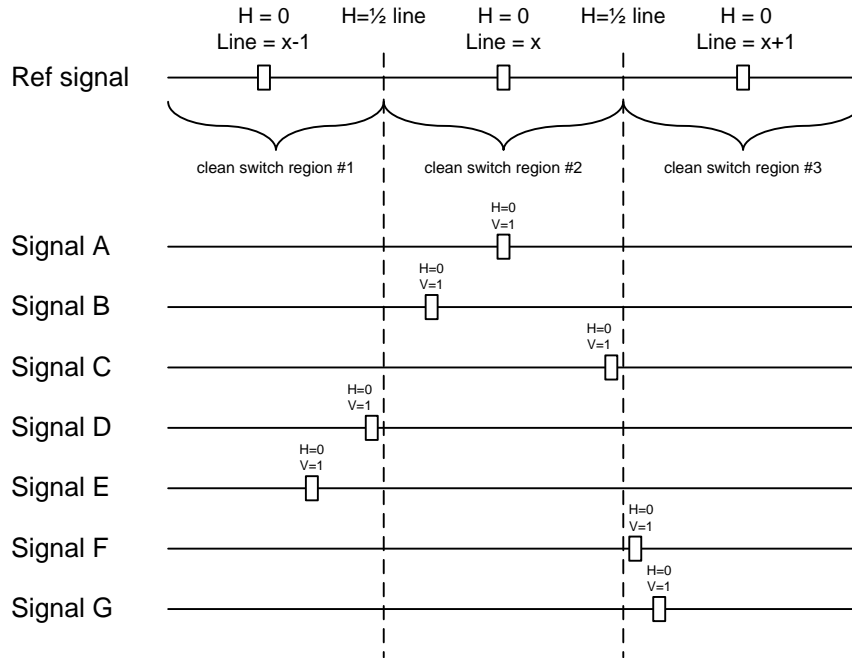 H = 0 H=½ line H = 0 H=½ line H = 0
Line = x-1 Line = x Line = x+1
Ref signal
clean switch region #1 clean switch region #2 clean switch region #3
H=0
V=1
Signal A
H=0
V=1
Signal B
H=0
V=1
Signal C
H=0
V=1
Signal D
H=0
V=1
Signal E
H=0
V=1
Signal F
H=0
V=1
Signal G